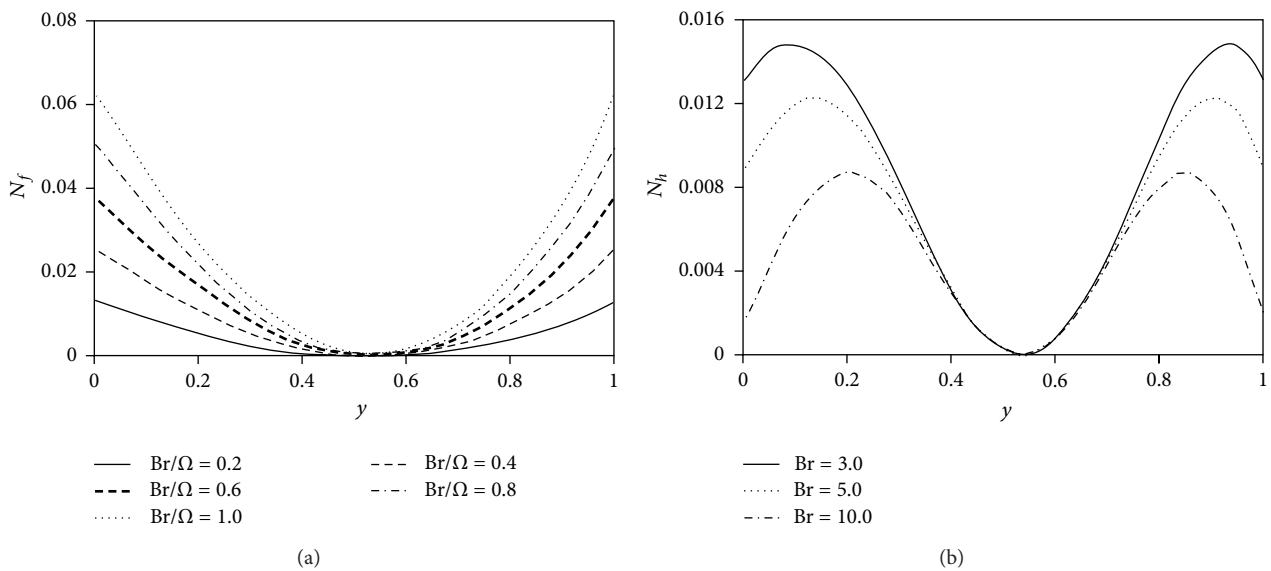 0.08
0.06
0.04
0.02
0
N_f
0 0.2 0.4 0.6 0.8 1
y
Br/Ω = 0.2
Br/Ω = 0.6
Br/Ω = 1.0
Br/Ω = 0.4
Br/Ω = 0.8
(a)
0.016
0.012
0.008
0.004
0
N_h
0 0.2 0.4 0.6 0.8 1
y
Br = 3.0
Br = 5.0
Br = 10.0
(b)